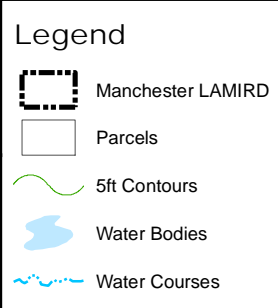 Legend
Manchester LAMIRD
Parcels
5ft Contours
Water Bodies
Water Courses